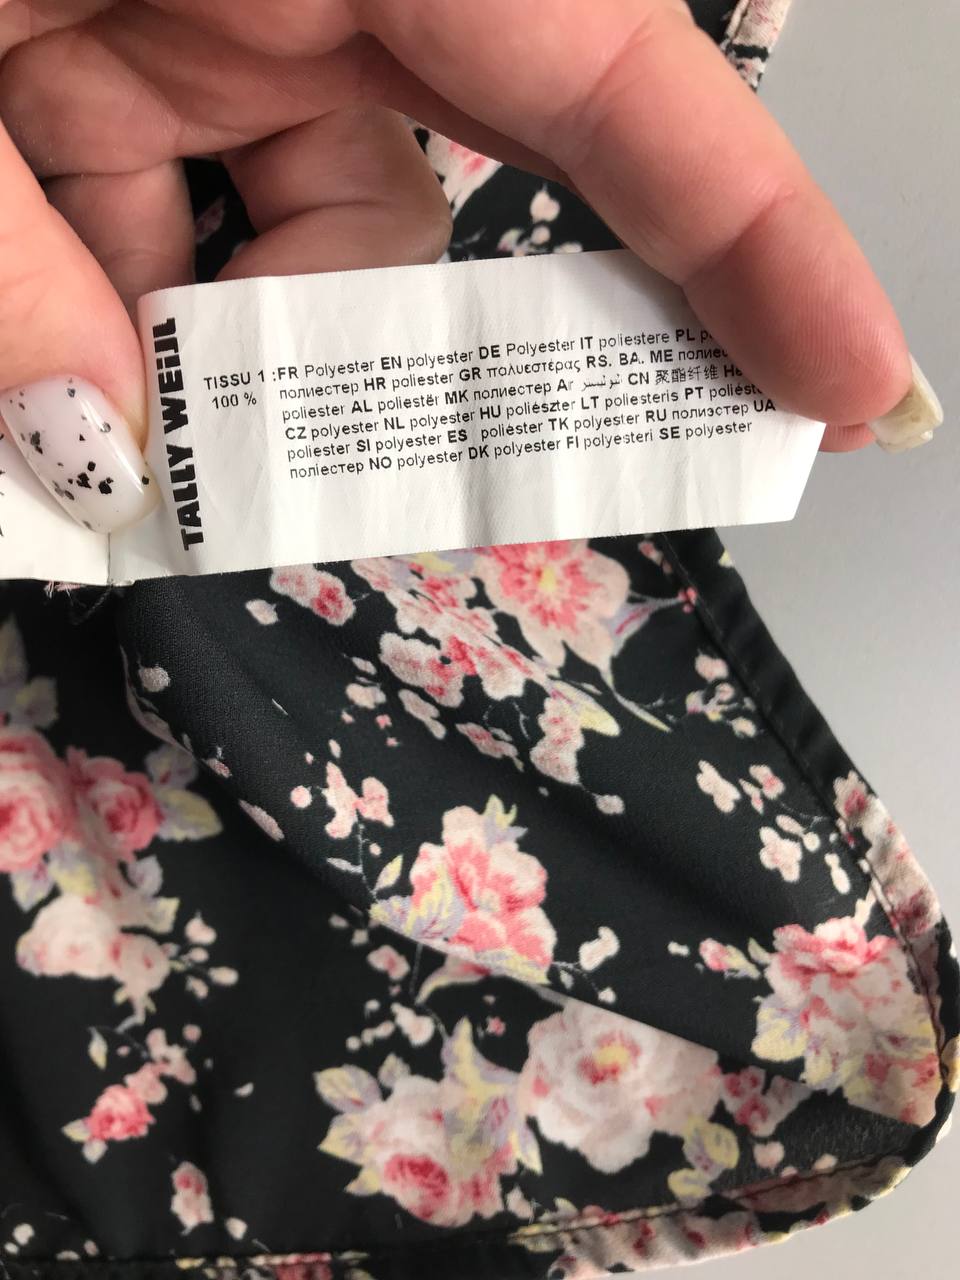 TALLY WEiJL
TISSU 1 :FR Polyester EN polyester DE Polyester IT poliestere PL
100 % полиестер HR poliester GR πολυεστέρας RS. BA. ME
poliester AL poliestër MK полиестер Ar بوليستر CN 聚酯纤维
CZ polyester NL polyester HU poliészter LT poliesteris PT
poliester SI polyester ES poliéster TK polyester RU полиэстер UA
поліестер NO polyester DK polyester FI polyesteri SE polyester